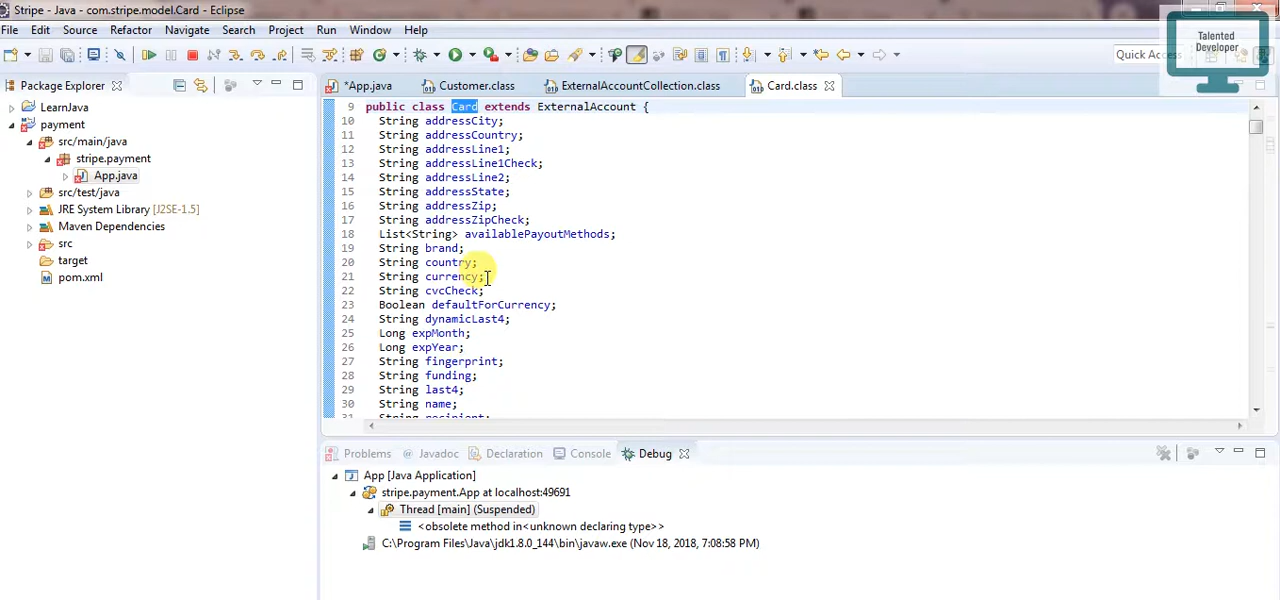 Stripe - Java - com.stripe.model.Card - Eclipse
File Edit Source Refactor Navigate Search Project Run Window Help
Talented
Developer
Quick Access
Package Explorer
*App.java Customer.class ExternalAccountCollection.class Card.class
LearnJava
payment
src/main/java
stripe.payment
App.java
src/test/java
JRE System Library [J2SE-1.5]
Maven Dependencies
src
target
pom.xml
9 public class Card extends ExternalAccount {
10 String addressCity;
11 String addressCountry;
12 String addressLine1;
13 String addressLine1Check;
14 String addressLine2;
15 String addressState;
16 String addressZip;
17 String addressZipCheck;
18 List<String> availablePayoutMethods;
19 String brand;
20 String country;
21 String currency;
22 String cvcCheck;
23 Boolean defaultForCurrency;
24 String dynamicLast4;
25 Long expMonth;
26 Long expYear;
27 String fingerprint;
28 String funding;
29 String last4;
30 String name;
31 String recipient;
Problems Javadoc Declaration Console Debug
App [Java Application]
stripe.payment.App at localhost:49691
Thread [main] (Suspended)
<obsolete method in<unknown declaring type>>
C:\Program Files\Java\jdk1.8.0_144\bin\javaw.exe (Nov 18, 2018, 7:08:58 PM)